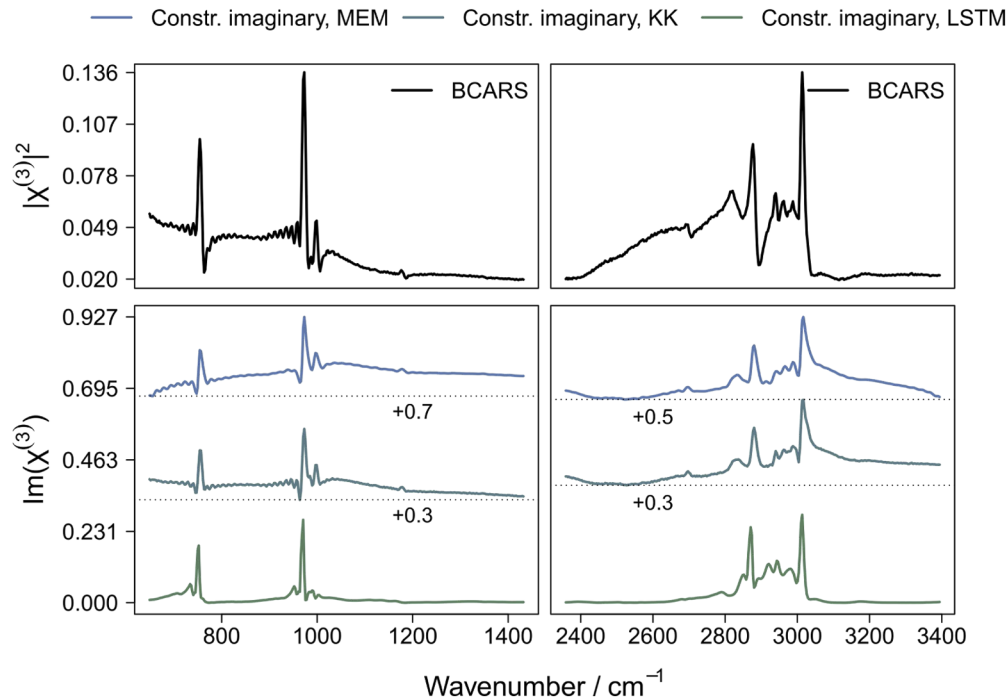 Constr. imaginary, MEM Constr. imaginary, KK Constr. imaginary, LSTM
|χ⁽³⁾|²
0.136
0.107
0.078
0.049
0.020
BCARS
BCARS
Im(χ⁽³⁾)
0.927
0.695
0.463
0.231
0.000
+0.7
+0.3
+0.5
+0.3
800 1000 1200 1400
2400 2600 2800 3000 3200 3400
Wavenumber / cm⁻¹